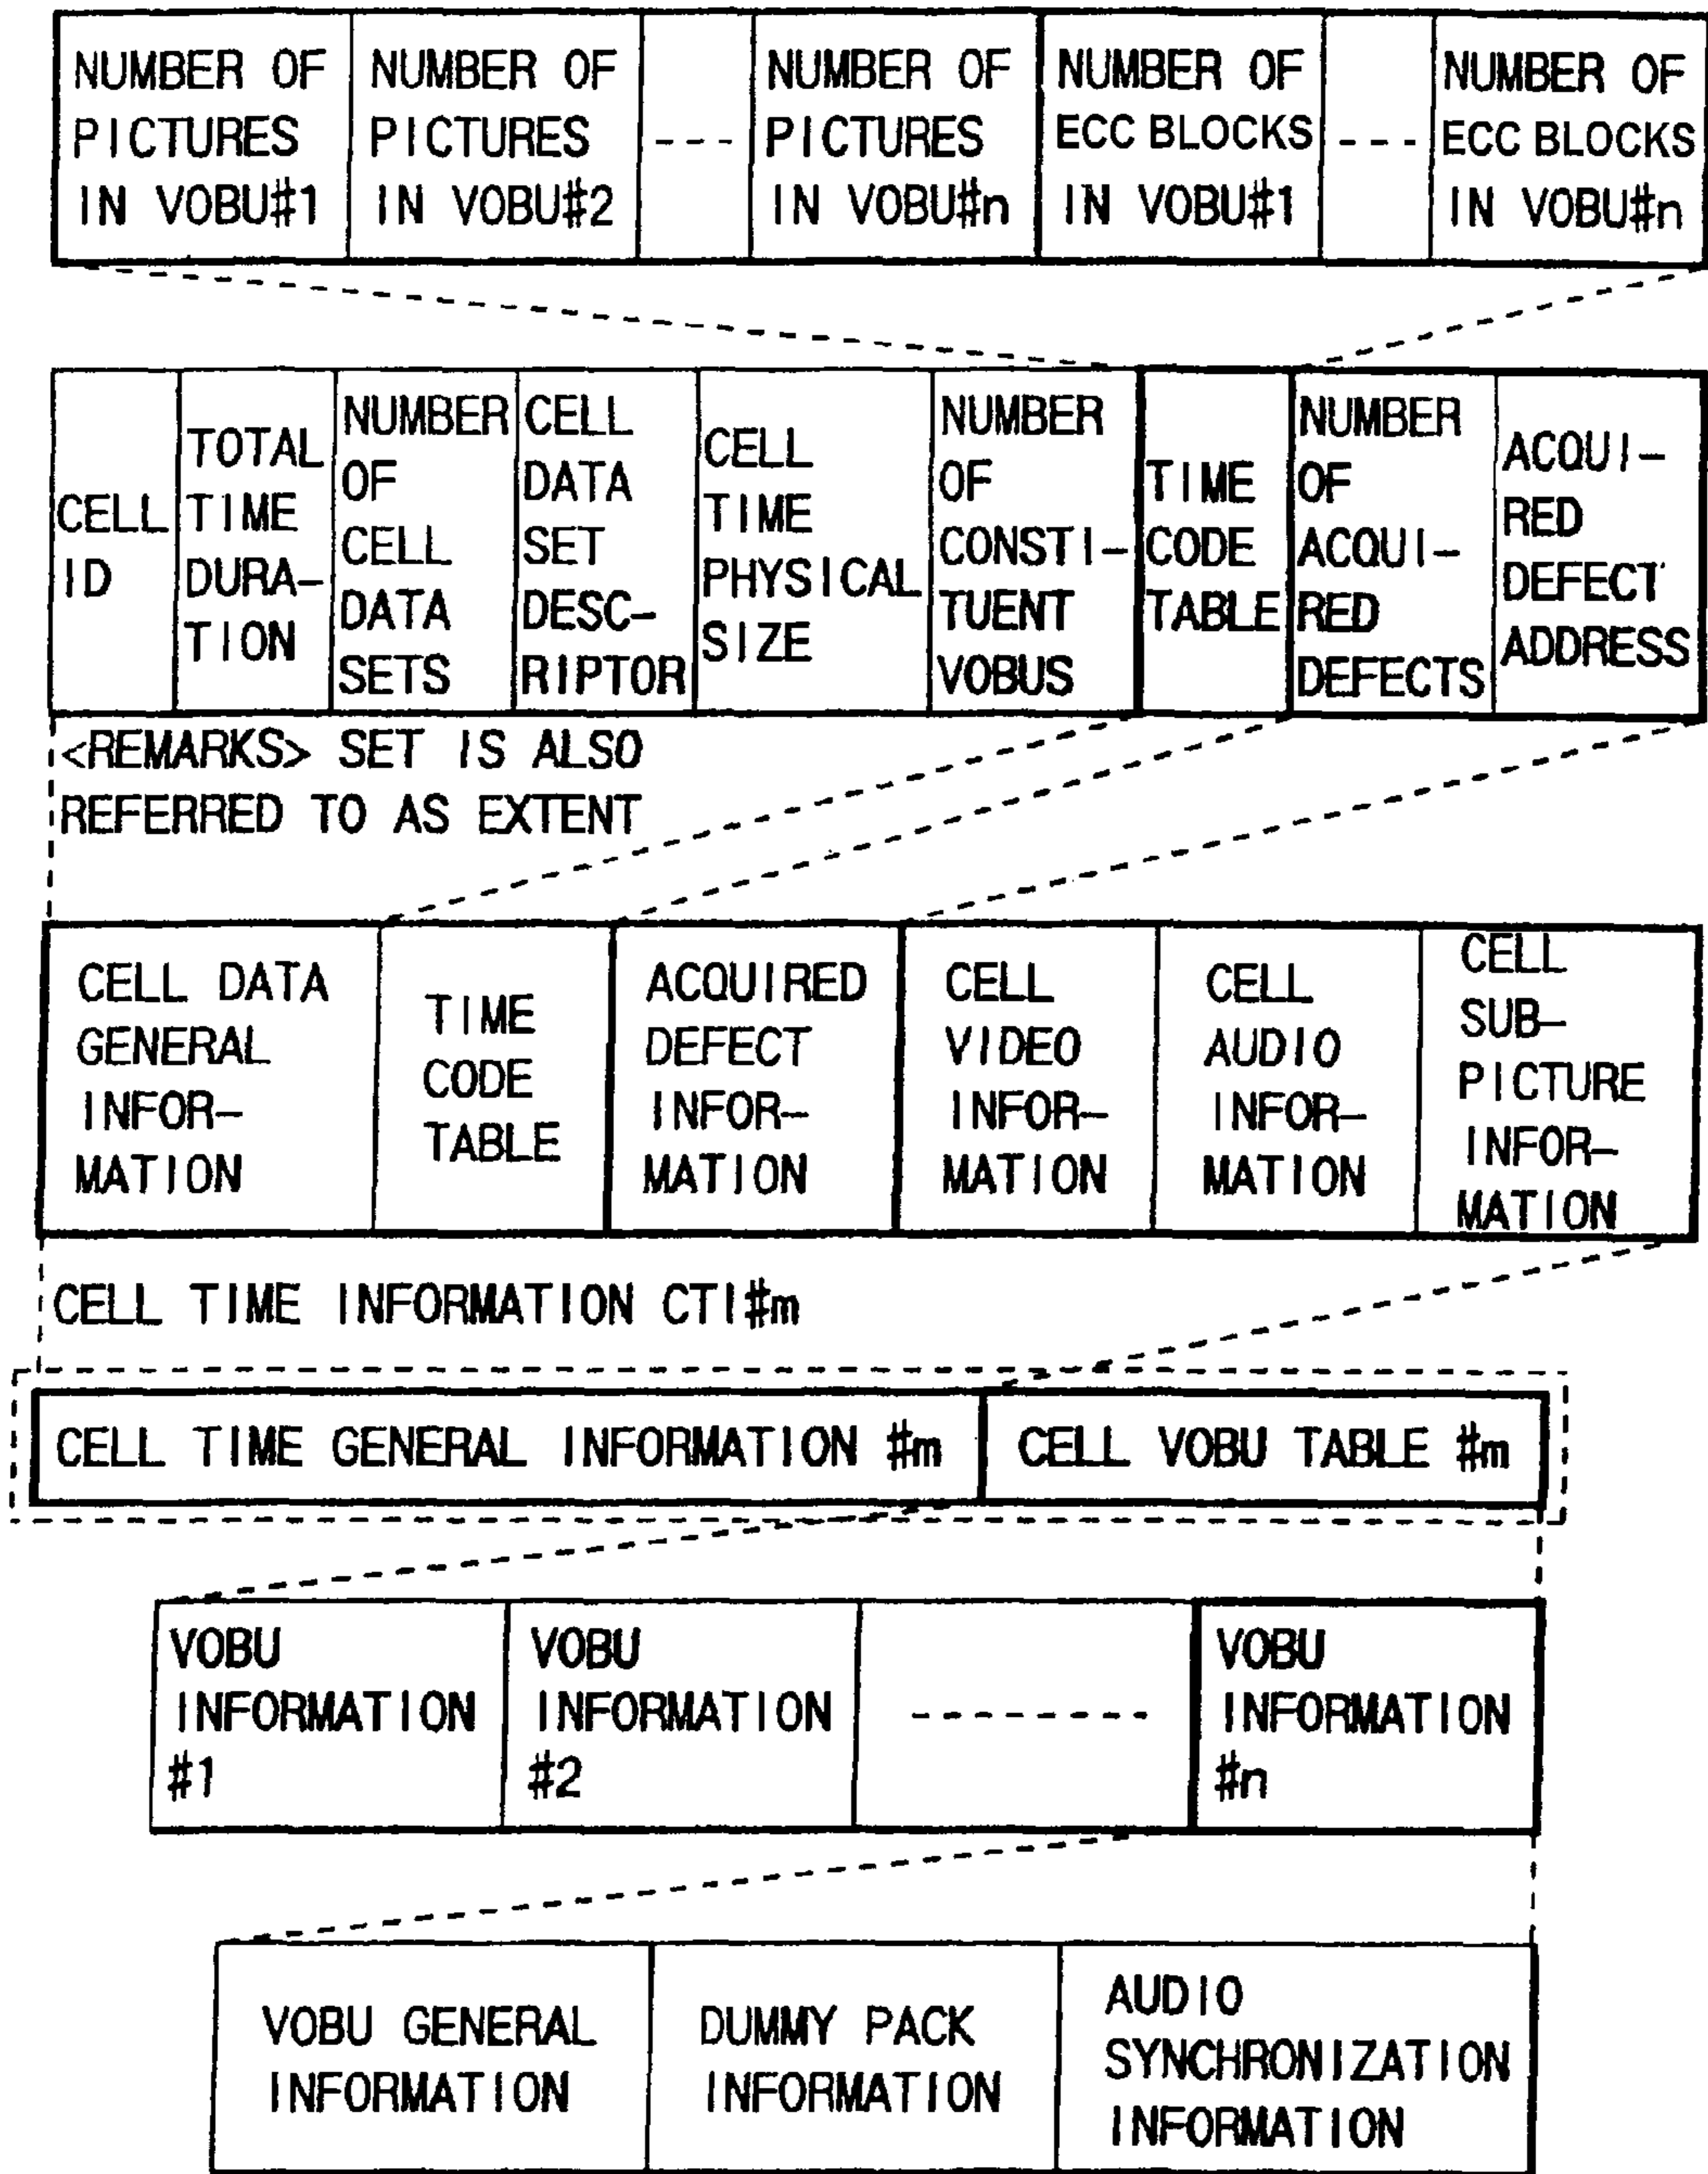 NUMBER OF
PICTURES
IN VOBU#1
NUMBER OF
PICTURES
IN VOBU#2
----
NUMBER OF
PICTURES
IN VOBU#n
NUMBER OF
ECC BLOCKS
IN VOBU#1
----
NUMBER OF
ECC BLOCKS
IN VOBU#n
CELL
ID
TOTAL
TIME
DURA-
TION
NUMBER
OF
CELL
DATA
SETS
CELL
DATA
SET
DESC-
RIPTOR
CELL
TIME
PHYSICAL
SIZE
NUMBER
OF
CONSTI-
TUENT
VOBUS
TIME
CODE
TABLE
NUMBER
OF
ACQUI-
RED
DEFECTS
ACQUI-
RED
DEFECT
ADDRESS
<REMARKS> SET IS ALSO
REFERRED TO AS EXTENT
CELL DATA
GENERAL
INFOR-
MATION
TIME
CODE
TABLE
ACQUIRED
DEFECT
INFOR-
MATION
CELL
VIDEO
INFOR-
MATION
CELL
AUDIO
INFOR-
MATION
CELL
SUB-
PICTURE
INFOR-
MATION
CELL TIME INFORMATION CTI#m
CELL TIME GENERAL INFORMATION #m
CELL VOBU TABLE #m
VOBU
INFORMATION
#1
VOBU
INFORMATION
#2
---------
VOBU
INFORMATION
#n
VOBU GENERAL
INFORMATION
DUMMY PACK
INFORMATION
AUDIO
SYNCHRONIZATION
INFORMATION